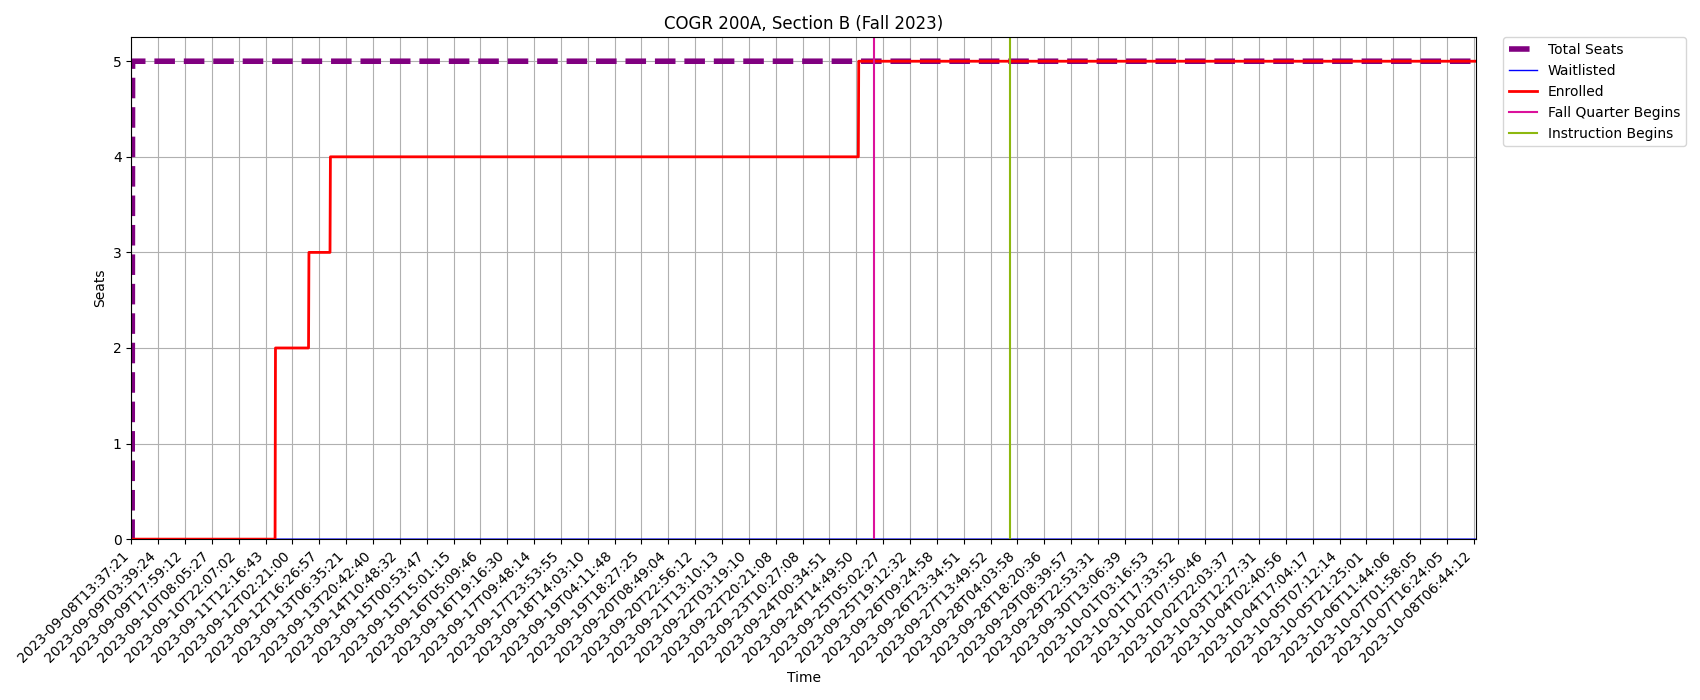 COGR 200A, Section B (Fall 2023)
Total Seats
Waitlisted
Enrolled
Fall Quarter Begins
Instruction Begins
Seats
5
4
3
2
1
0
2023-09-08T13:37:21
2023-09-09T03:39:24
2023-09-09T17:59:12
2023-09-10T08:05:27
2023-09-10T22:07:02
2023-09-11T12:16:43
2023-09-12T02:21:00
2023-09-12T16:26:57
2023-09-13T06:35:21
2023-09-13T20:42:40
2023-09-14T10:48:32
2023-09-15T00:53:47
2023-09-15T15:01:15
2023-09-16T05:09:46
2023-09-16T19:16:30
2023-09-17T09:48:14
2023-09-17T23:53:55
2023-09-18T14:03:10
2023-09-19T04:11:48
2023-09-19T18:27:25
2023-09-20T08:49:04
2023-09-20T22:56:12
2023-09-21T13:10:13
2023-09-22T03:19:10
2023-09-22T20:21:08
2023-09-23T10:27:08
2023-09-24T00:34:51
2023-09-24T14:49:50
2023-09-25T05:02:27
2023-09-25T19:12:32
2023-09-26T09:24:58
2023-09-26T23:34:51
2023-09-27T13:49:52
2023-09-28T04:03:58
2023-09-28T18:20:36
2023-09-29T08:39:57
2023-09-29T22:53:31
2023-09-30T13:06:39
2023-10-01T03:16:53
2023-10-01T17:33:52
2023-10-02T07:50:46
2023-10-02T22:03:37
2023-10-03T12:27:31
2023-10-04T02:40:56
2023-10-04T17:04:17
2023-10-05T07:12:14
2023-10-05T21:25:01
2023-10-06T11:44:06
2023-10-07T01:58:05
2023-10-07T16:24:05
2023-10-08T06:44:12
Time